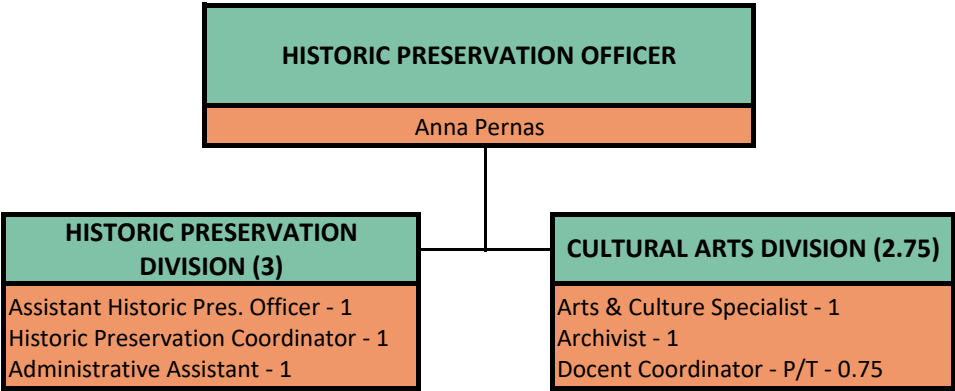 HISTORIC PRESERVATION OFFICER
Anna Pernas
HISTORIC PRESERVATION
DIVISION (3)
Assistant Historic Pres. Officer - 1
Historic Preservation Coordinator - 1
Administrative Assistant - 1
CULTURAL ARTS DIVISION (2.75)
Arts & Culture Specialist - 1
Archivist - 1
Docent Coordinator - P/T - 0.75